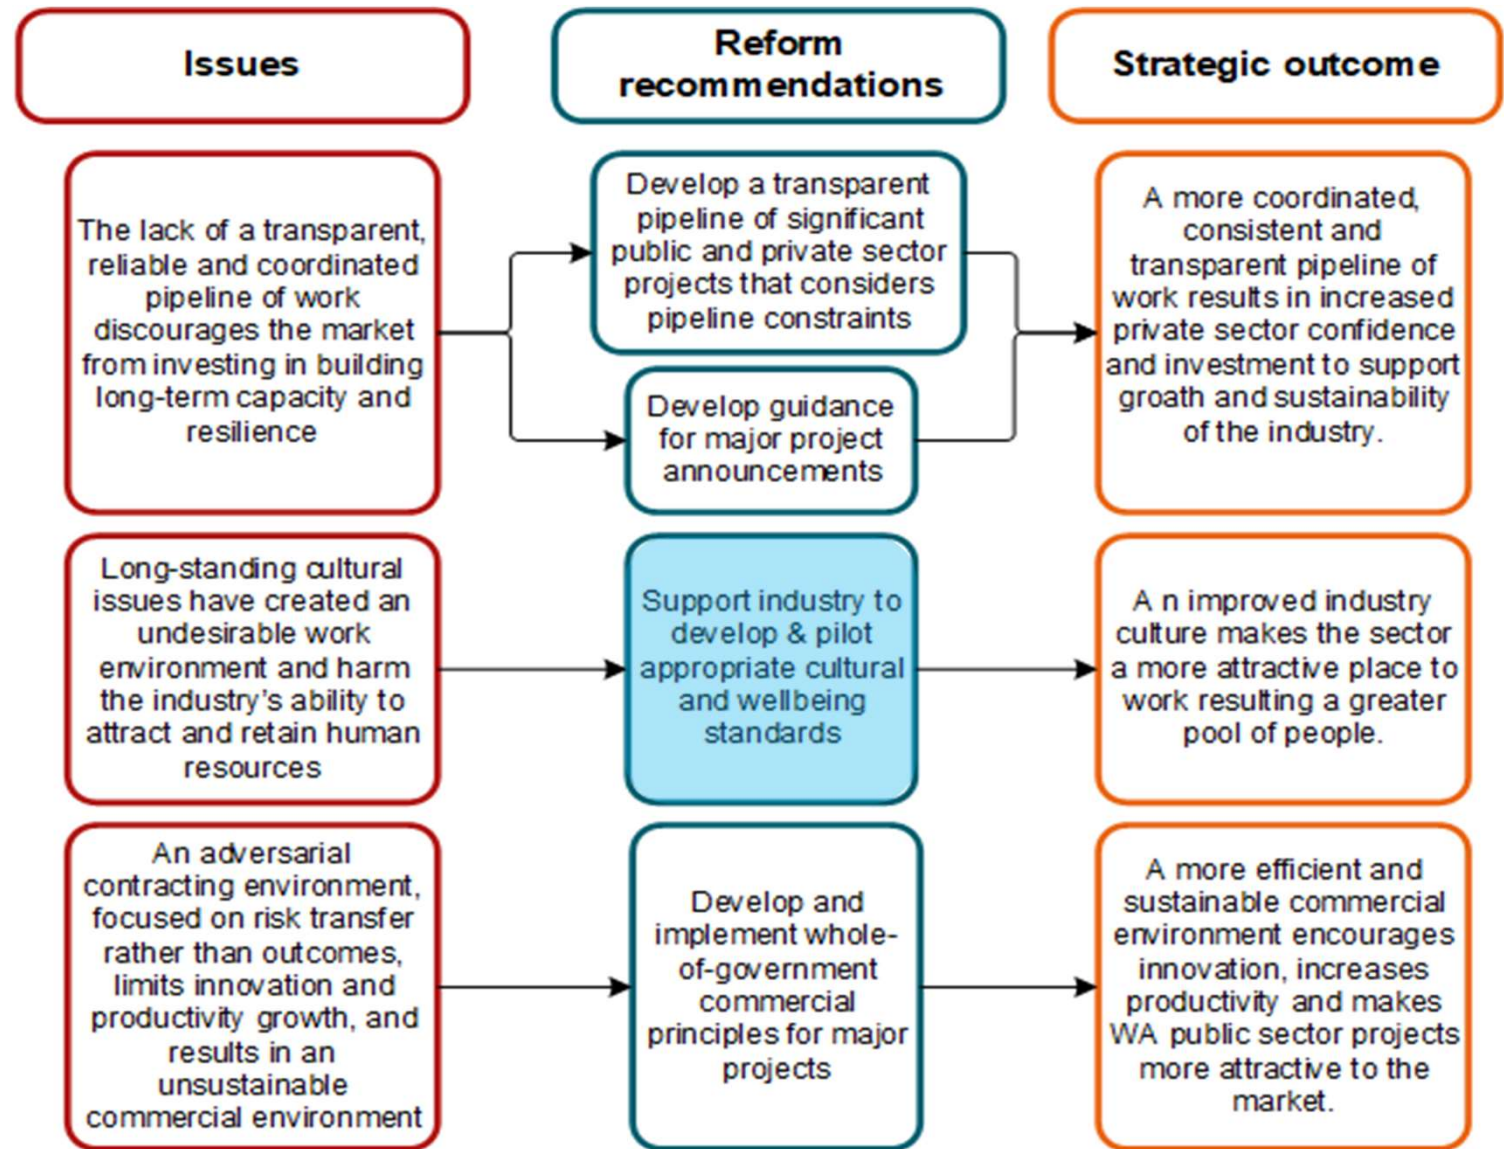 Issues
Reform
recommendations
Strategic outcome
The lack of a transparent,
reliable and coordinated
pipeline of work
discourages the market
from investing in building
long-term capacity and
resilience
Develop a transparent
pipeline of significant
public and private sector
projects that considers
pipeline constraints
Develop guidance
for major project
announcements
A more coordinated,
consistent and
transparent pipeline of
work results in increased
private sector confidence
and investment to support
groath and sustainability
of the industry.
Long-standing cultural
issues have created an
undesirable work
environment and harm
the industry's ability to
attract and retain human
resources
Support industry to
develop & pilot
appropriate cultural
and wellbeing
standards
A n improved industry
culture makes the sector
a more attractive place to
work resulting a greater
pool of people.
An adversarial
contracting environment,
focused on risk transfer
rather than outcomes,
limits innovation and
productivity growth, and
results in an
unsustainable
commercial environment
Develop and
implement whole-
of-government
commercial
principles for major
projects
A more efficient and
sustainable commercial
environment encourages
innovation, increases
productivity and makes
WA public sector projects
more attractive to the
market.